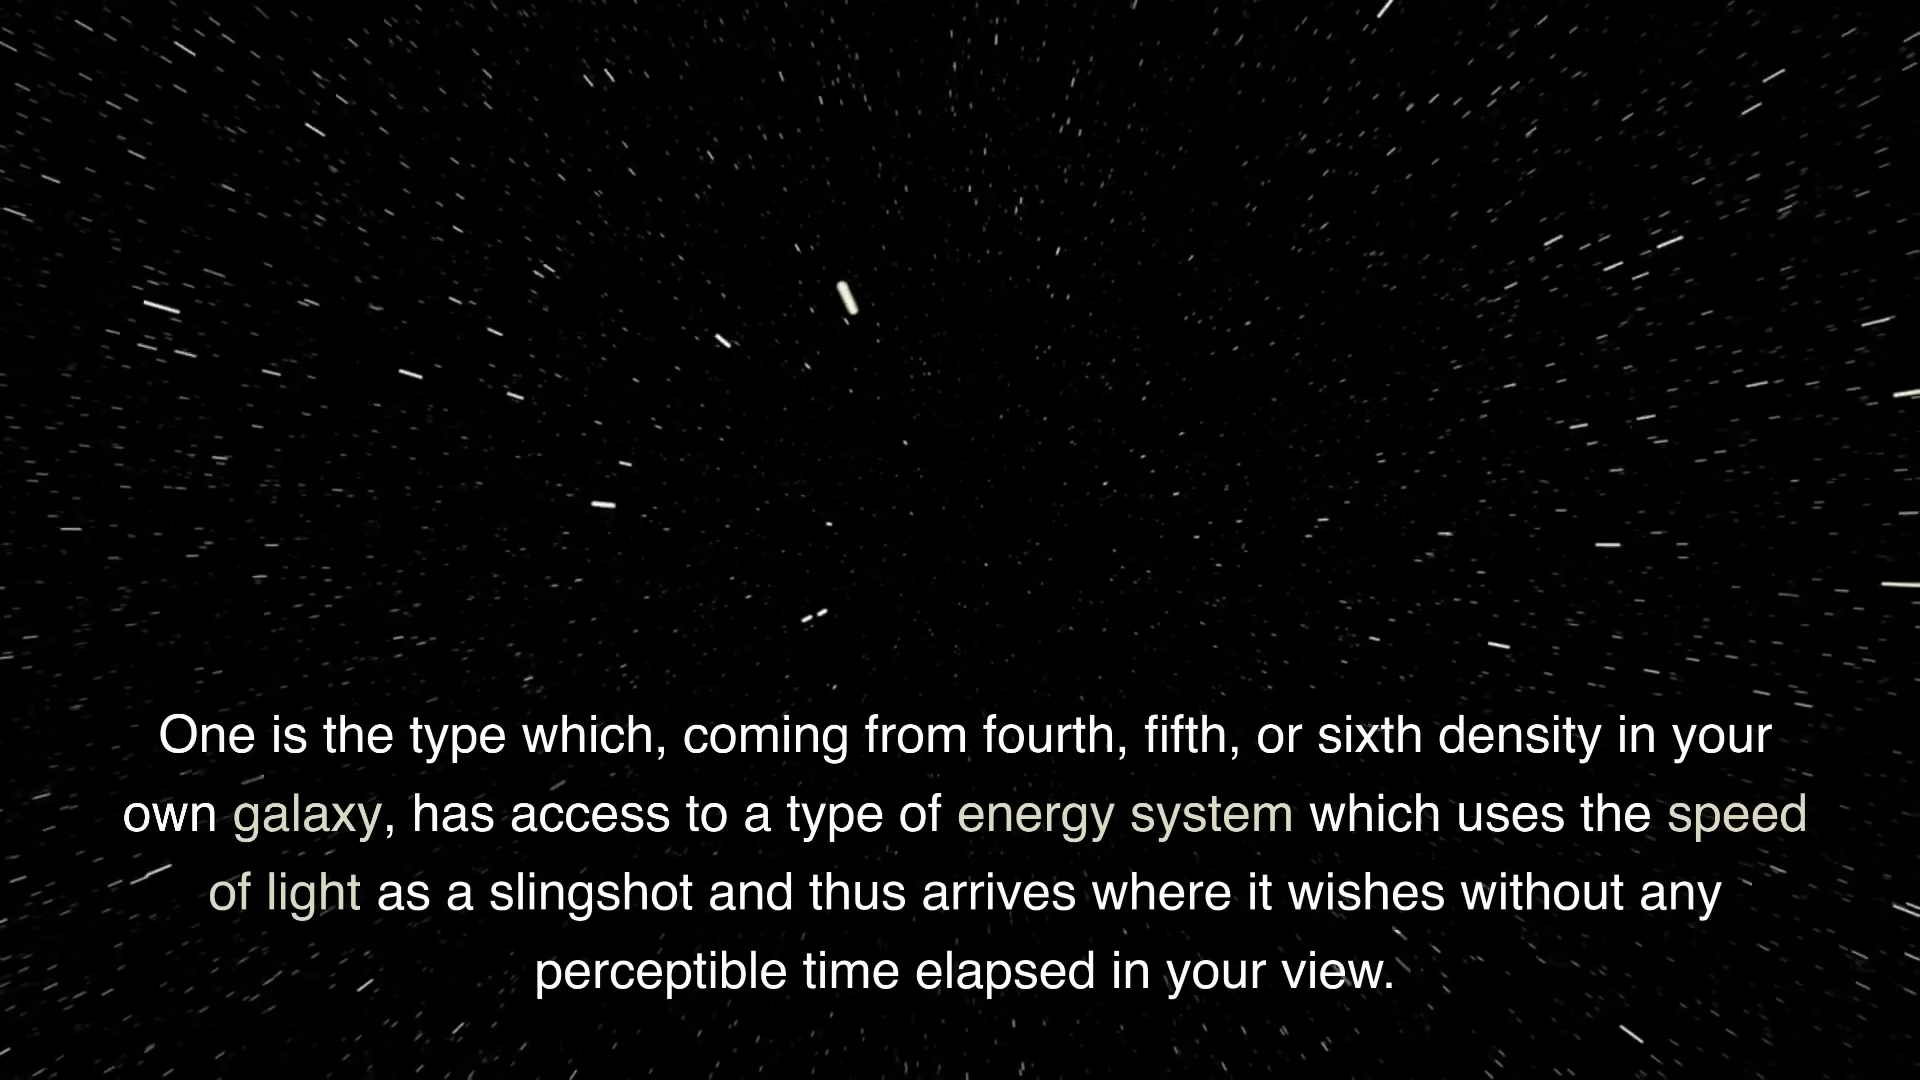 One is the type which, coming from fourth, fifth, or sixth density in your
own galaxy, has access to a type of energy system which uses the speed
of light as a slingshot and thus arrives where it wishes without any
perceptible time elapsed in your view.